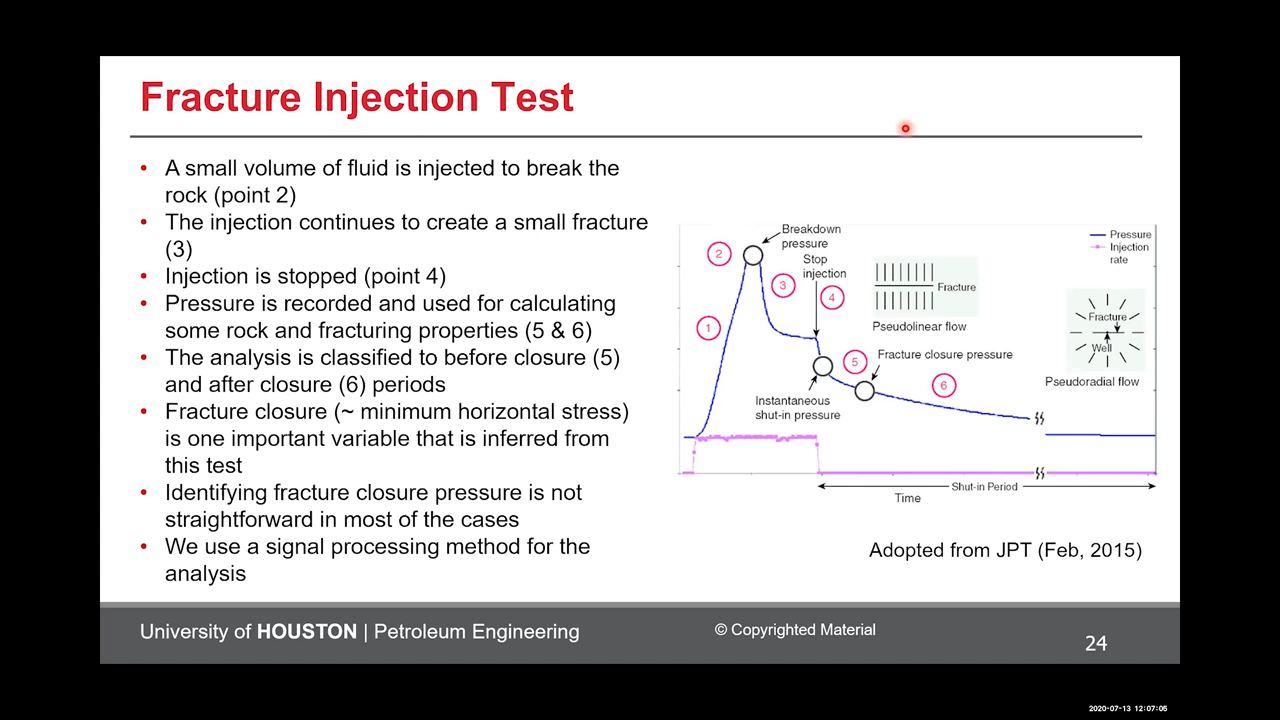 Fracture Injection Test
• A small volume of fluid is injected to break the
rock (point 2)
• The injection continues to create a small fracture
(3)
• Injection is stopped (point 4)
• Pressure is recorded and used for calculating
some rock and fracturing properties (5 & 6)
• The analysis is classified to before closure (5)
and after closure (6) periods
• Fracture closure (~ minimum horizontal stress)
is one important variable that is inferred from
this test
• Identifying fracture closure pressure is not
straightforward in most of the cases
• We use a signal processing method for the
analysis
Breakdown
pressure
Stop
injection
1
2
3
4
5
6
Fracture
Pseudolinear flow
Pressure
Injection
rate
Fracture
Well
Pseudoradial flow
Fracture closure pressure
Instantaneous
shut-in pressure
Shut-in Period
Time
Adopted from JPT (Feb, 2015)
University of HOUSTON | Petroleum Engineering
© Copyrighted Material
24
2020-07-13 12:07:05